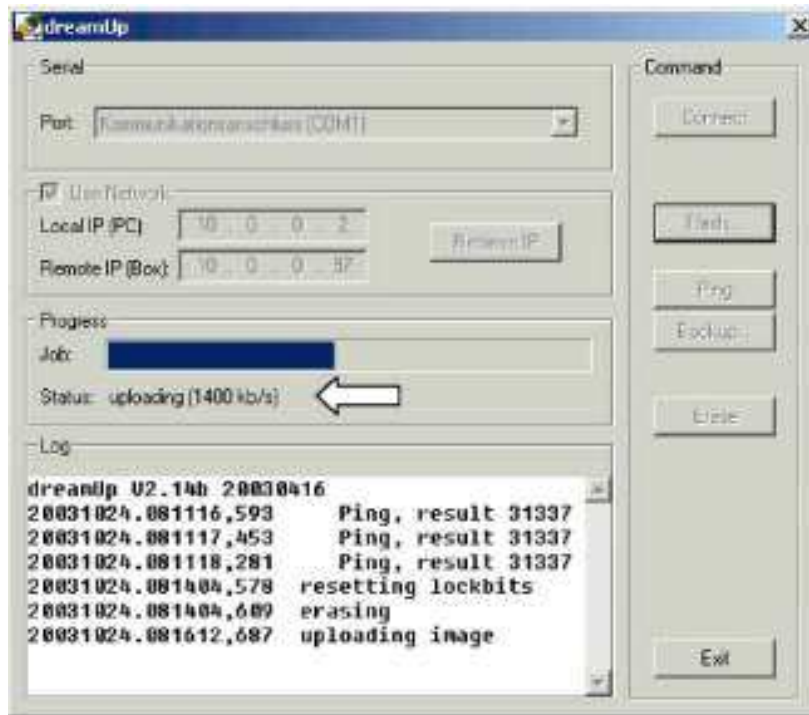 dreamUp
Serial
Port: Kommunikationsanschluss (COM1)
Use Network
Local IP (PC) 10 . 0 . 0 . 2
Remote IP (Box): 10 . 0 . 0 . 97
Retrieve IP
Progress
Job:
Status: uploading (1400 kb/s)
Log
dreamUp V2.14b 20030416
20031024.081116,593 Ping, result 31337
20031024.081117,453 Ping, result 31337
20031024.081118,281 Ping, result 31337
20031024.081404,578 resetting lockbits
20031024.081404,609 erasing
20031024.081612,687 uploading image
Command
Connect
Flash...
Ping
Backup...
Erase
Exit